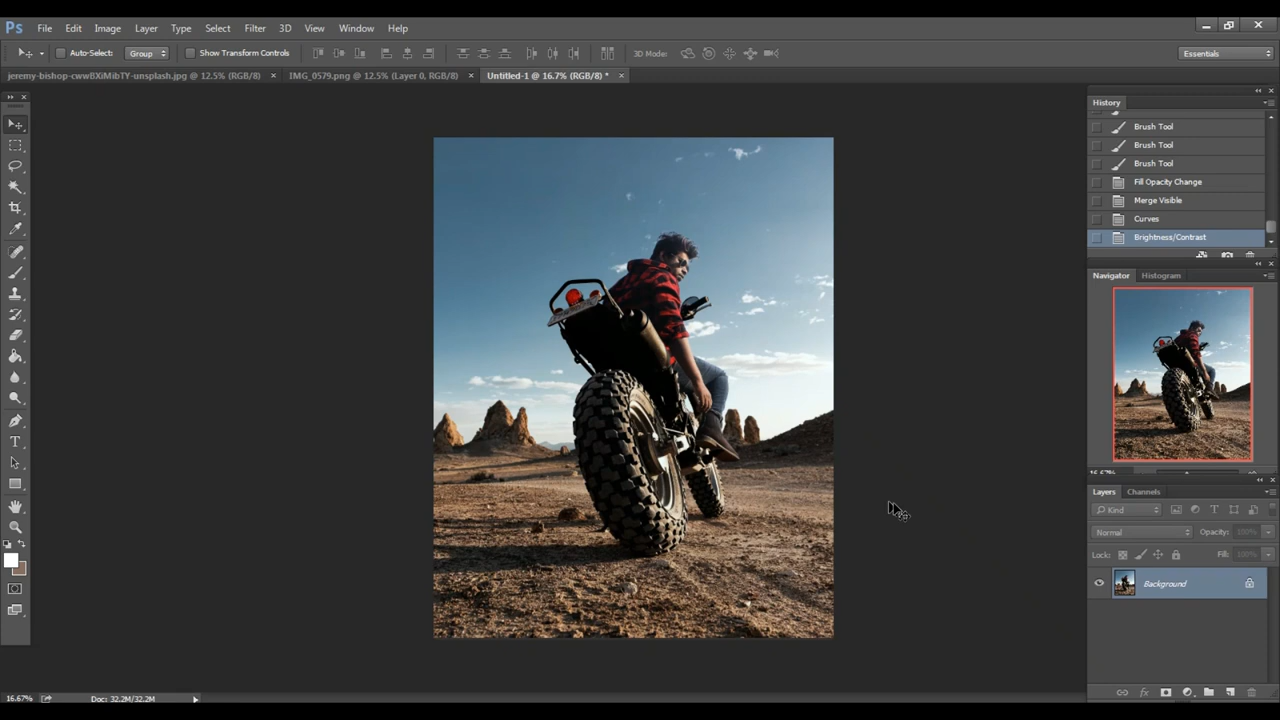 Ps File Edit Image Layer Type Select Filter 3D View Window Help
Auto-Select: Group Show Transform Controls 3D Mode: Essentials
jeremy-bishop-cwwBXiMibTY-unsplash.jpg @ 12.5% (RGB/8) × IMG_0579.png @ 12.5% (Layer 0, RGB/8) × Untitled-1 @ 16.7% (RGB/8) * ×
History
Brush Tool
Brush Tool
Brush Tool
Fill Opacity Change
Merge Visible
Curves
Brightness/Contrast
Navigator Histogram
16.67%
Layers Channels
Kind
Normal Opacity: 100%
Lock: Fill: 100%
Background
16.67% Doc: 32.2M/32.2M